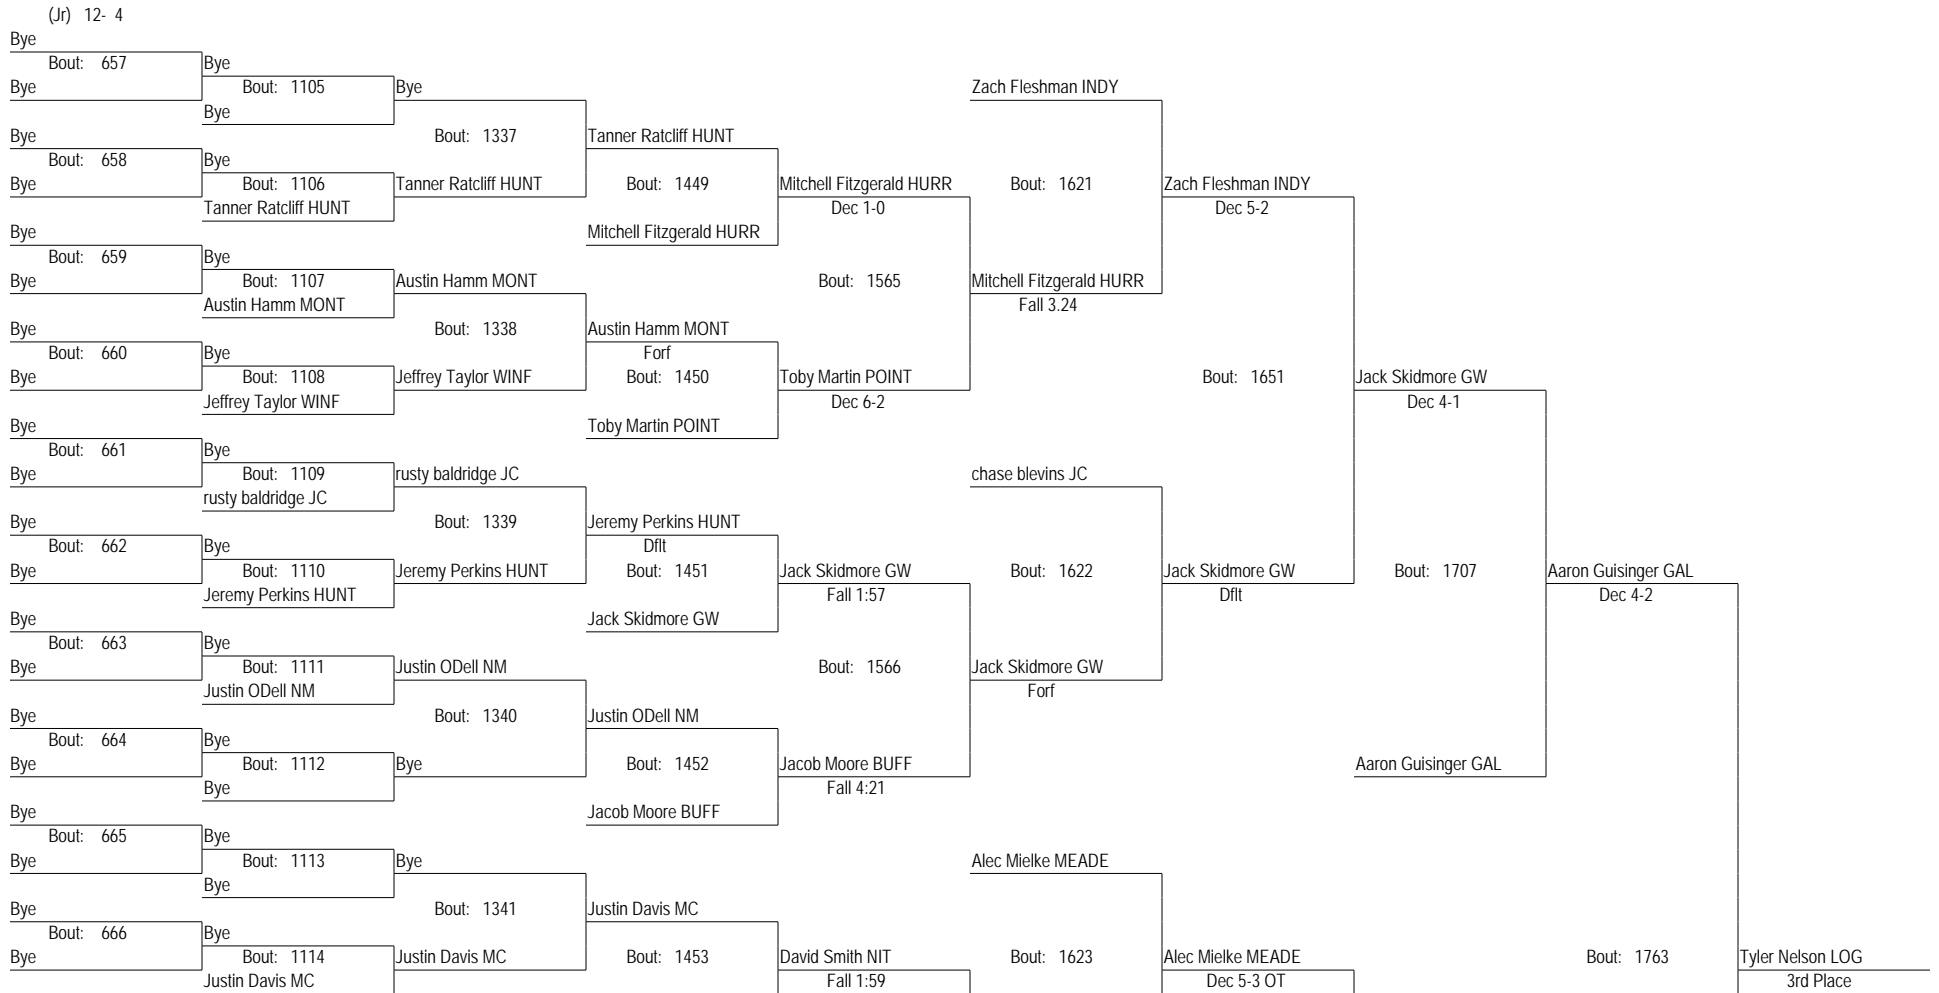 (Jr) 12- 4
Bye
Bout: 657 Bye
Bye Bout: 1105 Bye Zach Fleshman INDY
Bye
Bye Bout: 1337 Tanner Ratcliff HUNT
Bout: 658 Bye
Bye Bout: 1106 Tanner Ratcliff HUNT Bout: 1449 Mitchell Fitzgerald HURR Bout: 1621 Zach Fleshman INDY
Tanner Ratcliff HUNT Dec 1-0 Dec 5-2
Bye Mitchell Fitzgerald HURR
Bout: 659 Bye
Bye Bout: 1107 Austin Hamm MONT Bout: 1565 Mitchell Fitzgerald HURR
Austin Hamm MONT Fall 3.24
Bye Bout: 1338 Austin Hamm MONT
Bout: 660 Bye Forf
Bye Bout: 1108 Jeffrey Taylor WINF Bout: 1450 Toby Martin POINT Bout: 1651 Jack Skidmore GW
Jeffrey Taylor WINF Dec 6-2 Dec 4-1
Bye Toby Martin POINT
Bout: 661 Bye
Bye Bout: 1109 rusty baldridge JC chase blevins JC
rusty baldridge JC
Bye Bout: 1339 Jeremy Perkins HUNT
Bout: 662 Bye Dflt
Bye Bout: 1110 Jeremy Perkins HUNT Bout: 1451 Jack Skidmore GW Bout: 1622 Jack Skidmore GW Bout: 1707 Aaron Guisinger GAL
Jeremy Perkins HUNT Fall 1:57 Dflt Dec 4-2
Bye Jack Skidmore GW
Bout: 663 Bye
Bye Bout: 1111 Justin ODell NM Bout: 1566 Jack Skidmore GW
Justin ODell NM Forf
Bye Bout: 1340 Justin ODell NM
Bout: 664 Bye
Bye Bout: 1112 Bye Bout: 1452 Jacob Moore BUFF Aaron Guisinger GAL
Bye Fall 4:21
Bye Jacob Moore BUFF
Bout: 665 Bye
Bye Bout: 1113 Bye Alec Mielke MEADE
Bye
Bye Bout: 1341 Justin Davis MC
Bout: 666 Bye
Bye Bout: 1114 Justin Davis MC Bout: 1453 David Smith NIT Bout: 1623 Alec Mielke MEADE Bout: 1763 Tyler Nelson LOG
Justin Davis MC Fall 1:59 Dec 5-3 OT 3rd Place